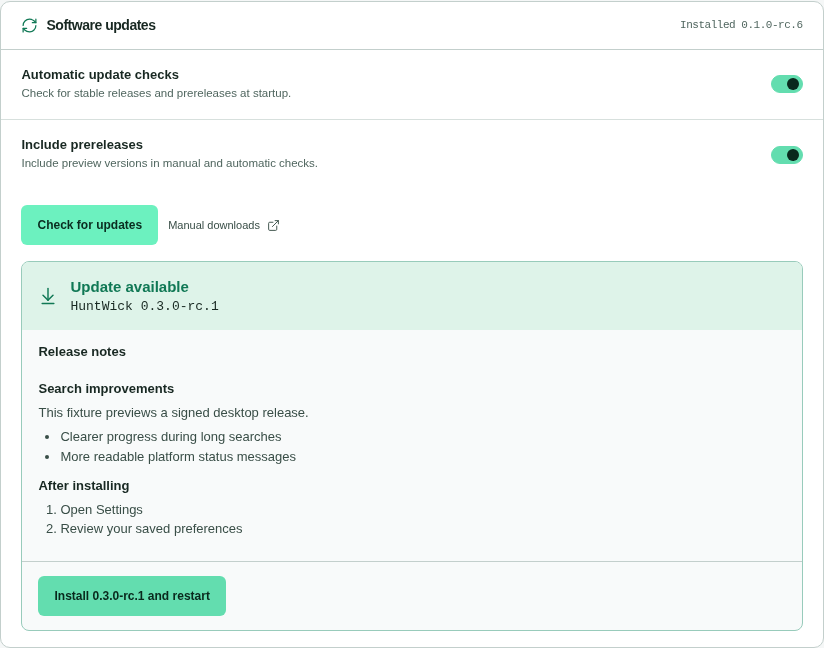 Software updates
Installed 0.1.0-rc.6
Automatic update checks
Check for stable releases and prereleases at startup.
Include prereleases
Include preview versions in manual and automatic checks.
Check for updates
Manual downloads
Update available
HuntWick 0.3.0-rc.1
Release notes
Search improvements
This fixture previews a signed desktop release.
• Clearer progress during long searches
• More readable platform status messages
After installing
1. Open Settings
2. Review your saved preferences
Install 0.3.0-rc.1 and restart